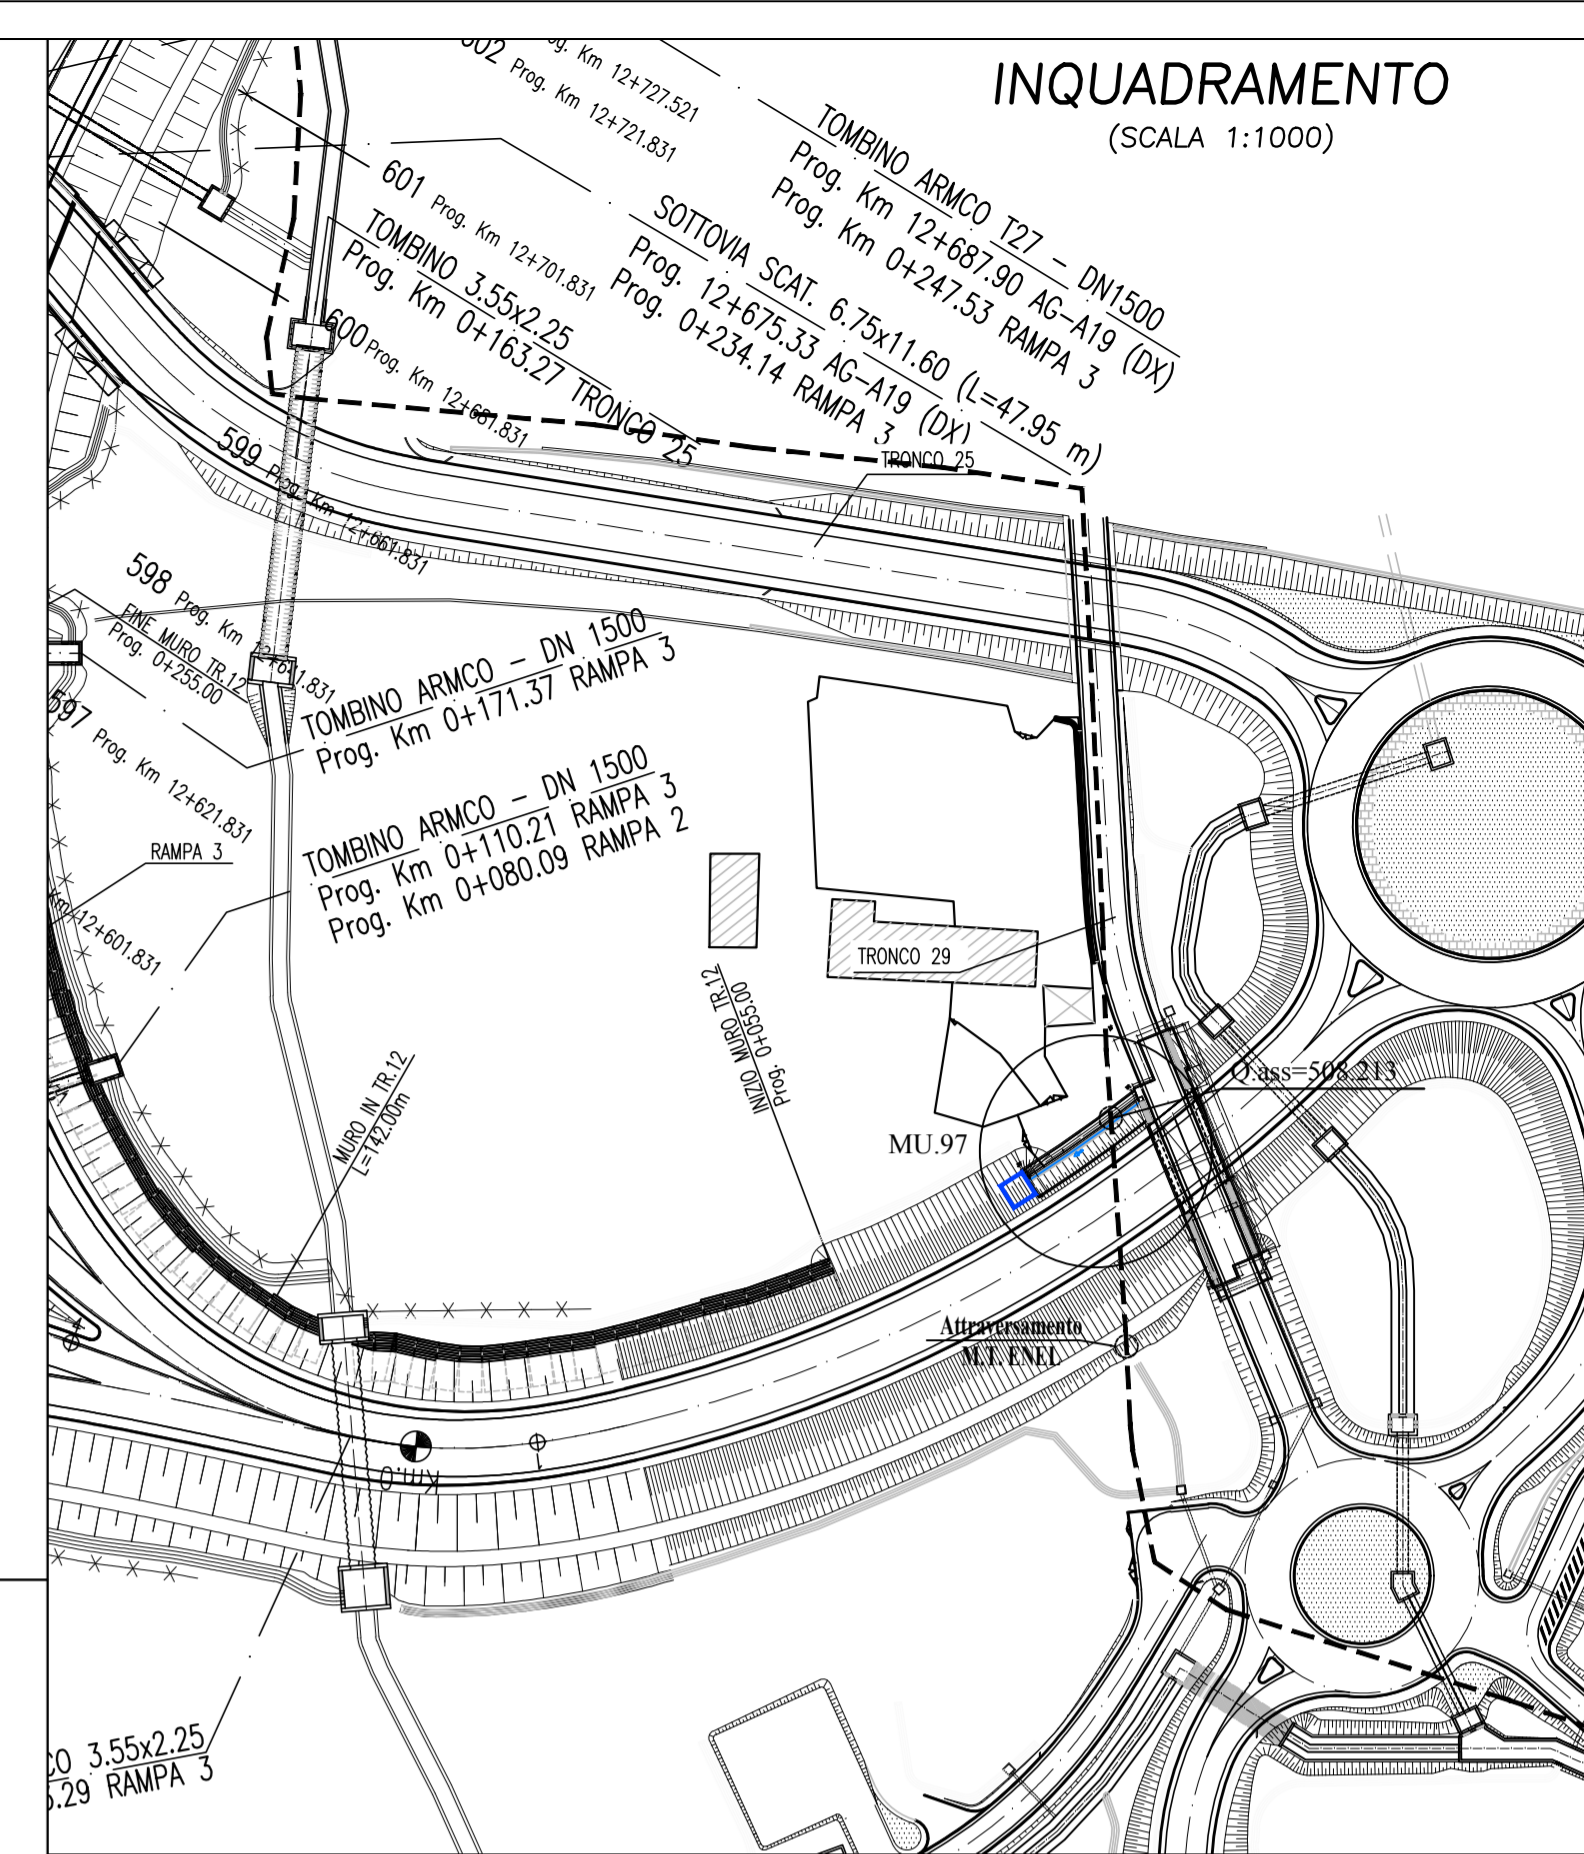 INQUADRAMENTO
(SCALA 1:1000)
Km 12+727.521
Prog. Km 12+721.831
TOMBINO ARMCO T27 - DN1500
Prog. Km 12+687.90 AG-A19 (DX)
Prog. Km 0+247.53 RAMPA 3
601 Prog. Km 12+701.831
SOTTOVIA SCAT. 6.75x11.60 (L=47.95 m)
Prog. 12+675.33 AG-A19 (DX)
Prog. 0+234.14 RAMPA 3
TOMBINO 3.55x2.25
Prog. Km 0+163.27 TRONCO 25
600 Prog. Km 12+681.831
599 Prog. Km 12+661.831
TRONCO 25
598 Prog. Km 12+641.831
FINE MURO TR.12
Prog. 0+255.00
TOMBINO ARMCO - DN 1500
Prog. Km 0+171.37 RAMPA 3
597 Prog. Km 12+621.831
TOMBINO ARMCO - DN 1500
Prog. Km 0+110.21 RAMPA 3
Prog. Km 0+080.09 RAMPA 2
RAMPA 3
Km 12+601.831
TRONCO 29
INIZIO MURO TR.12
Prog. 0+055.00
MURO IN TR.12
L=142.00m
Q.ass=508.213
MU.97
Attraversamento
M.T. ENEL
Km.0
1
4
CO 3.55x2.25
.29 RAMPA 3